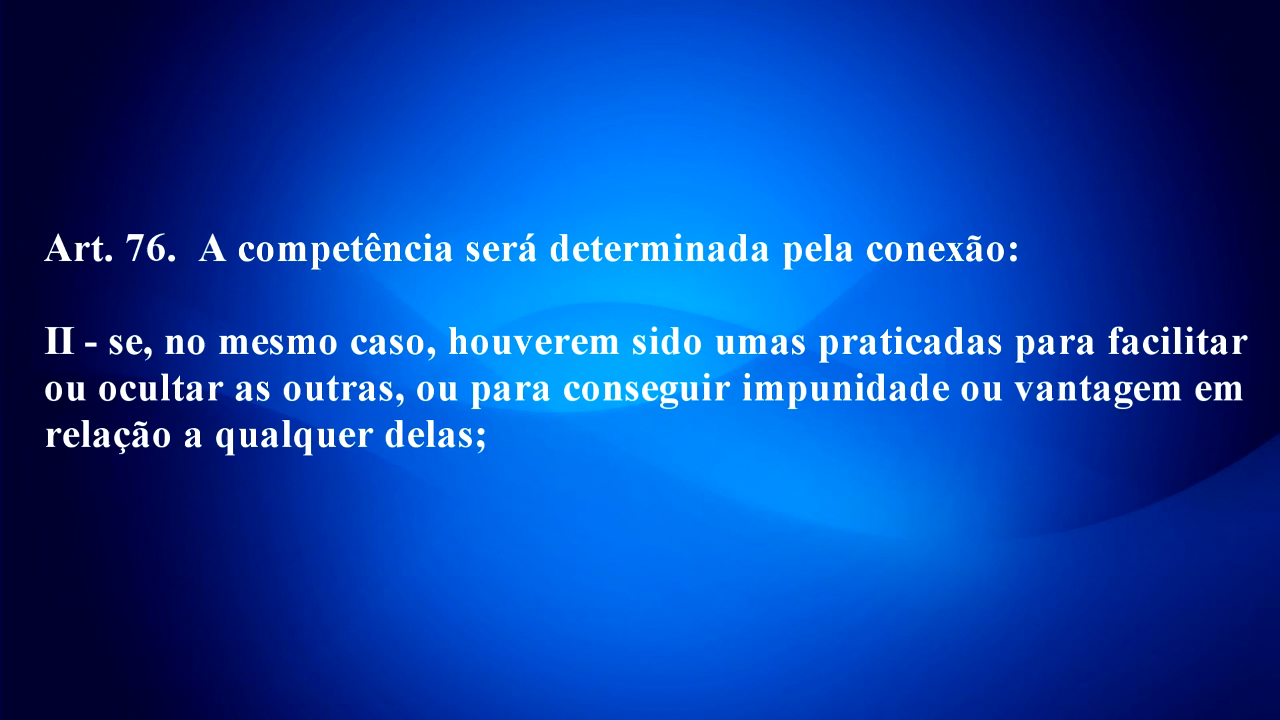 Art. 76.  A competência será determinada pela conexão:
II - se, no mesmo caso, houverem sido umas praticadas para facilitar
ou ocultar as outras, ou para conseguir impunidade ou vantagem em
relação a qualquer delas;